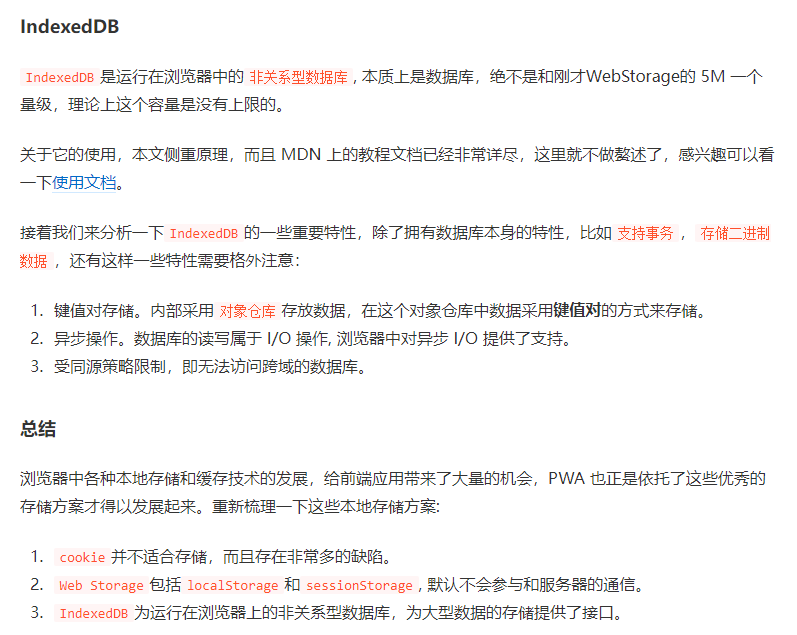 IndexedDB
IndexedDB 是运行在浏览器中的 非关系型数据库 , 本质上是数据库，绝不是和刚才WebStorage的 5M 一个
量级，理论上这个容量是没有上限的。
关于它的使用，本文侧重原理，而且 MDN 上的教程文档已经非常详尽，这里就不做赘述了，感兴趣可以看
一下使用文档。
接着我们来分析一下 IndexedDB 的一些重要特性，除了拥有数据库本身的特性，比如 支持事务 ， 存储二进制
数据 ，还有这样一些特性需要格外注意：
1. 键值对存储。内部采用 对象仓库 存放数据，在这个对象仓库中数据采用键值对的方式来存储。
2. 异步操作。数据库的读写属于 I/O 操作, 浏览器中对异步 I/O 提供了支持。
3. 受同源策略限制，即无法访问跨域的数据库。
总结
浏览器中各种本地存储和缓存技术的发展，给前端应用带来了大量的机会，PWA 也正是依托了这些优秀的
存储方案才得以发展起来。重新梳理一下这些本地存储方案:
1. cookie 并不适合存储，而且存在非常多的缺陷。
2. Web Storage 包括 localStorage 和 sessionStorage , 默认不会参与和服务器的通信。
3. IndexedDB 为运行在浏览器上的非关系型数据库，为大型数据的存储提供了接口。